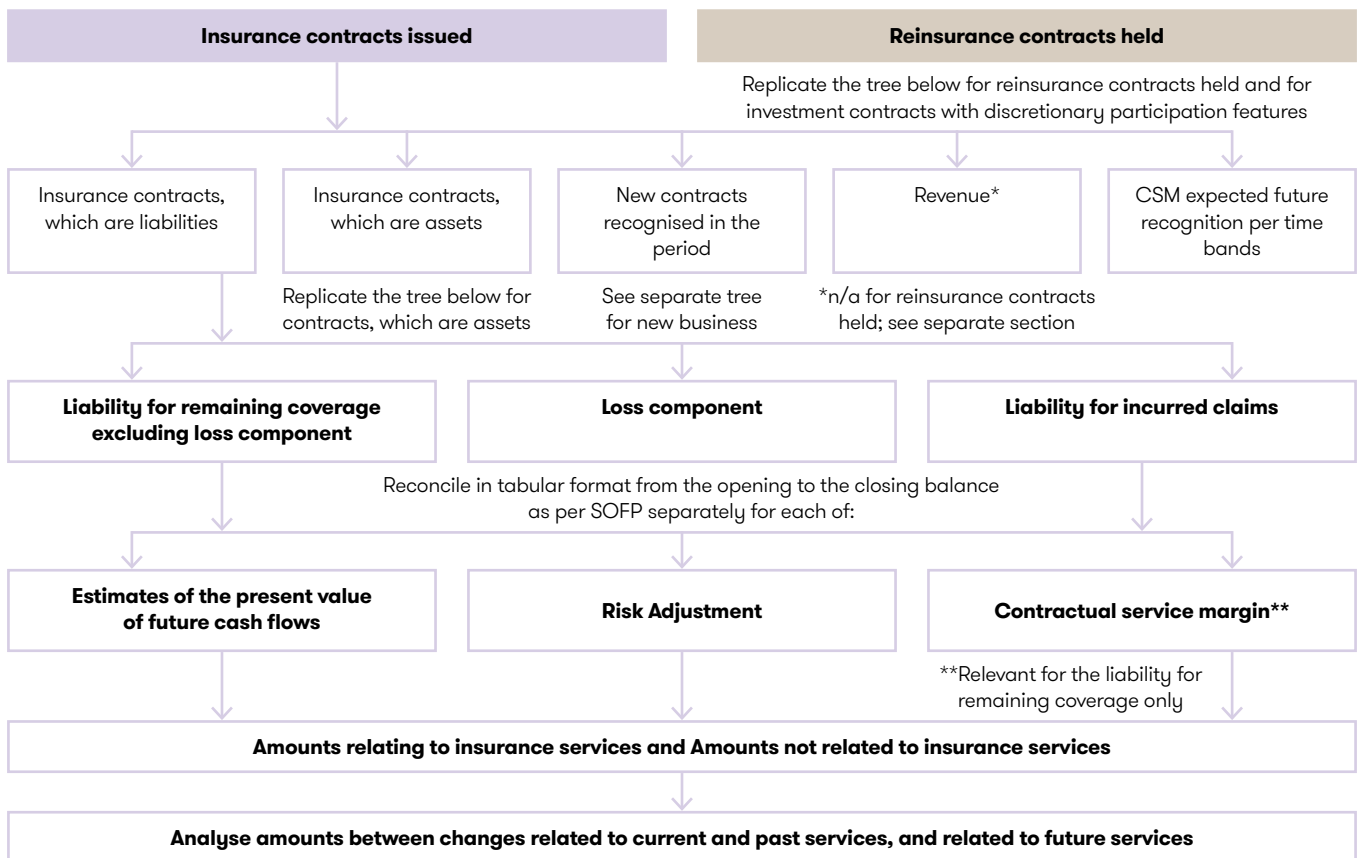 Insurance contracts issued
Reinsurance contracts held
Replicate the tree below for reinsurance contracts held and for
investment contracts with discretionary participation features
Insurance contracts,
which are liabilities
Insurance contracts,
which are assets
New contracts
recognised in the
period
Revenue*
CSM expected future
recognition per time
bands
Replicate the tree below for
contracts, which are assets
See separate tree
for new business
*n/a for reinsurance contracts
held; see separate section
Liability for remaining coverage
excluding loss component
Loss component
Liability for incurred claims
Reconcile in tabular format from the opening to the closing balance
as per SOFP separately for each of:
Estimates of the present value
of future cash flows
Risk Adjustment
Contractual service margin**
**Relevant for the liability for
remaining coverage only
Amounts relating to insurance services and Amounts not related to insurance services
Analyse amounts between changes related to current and past services, and related to future services